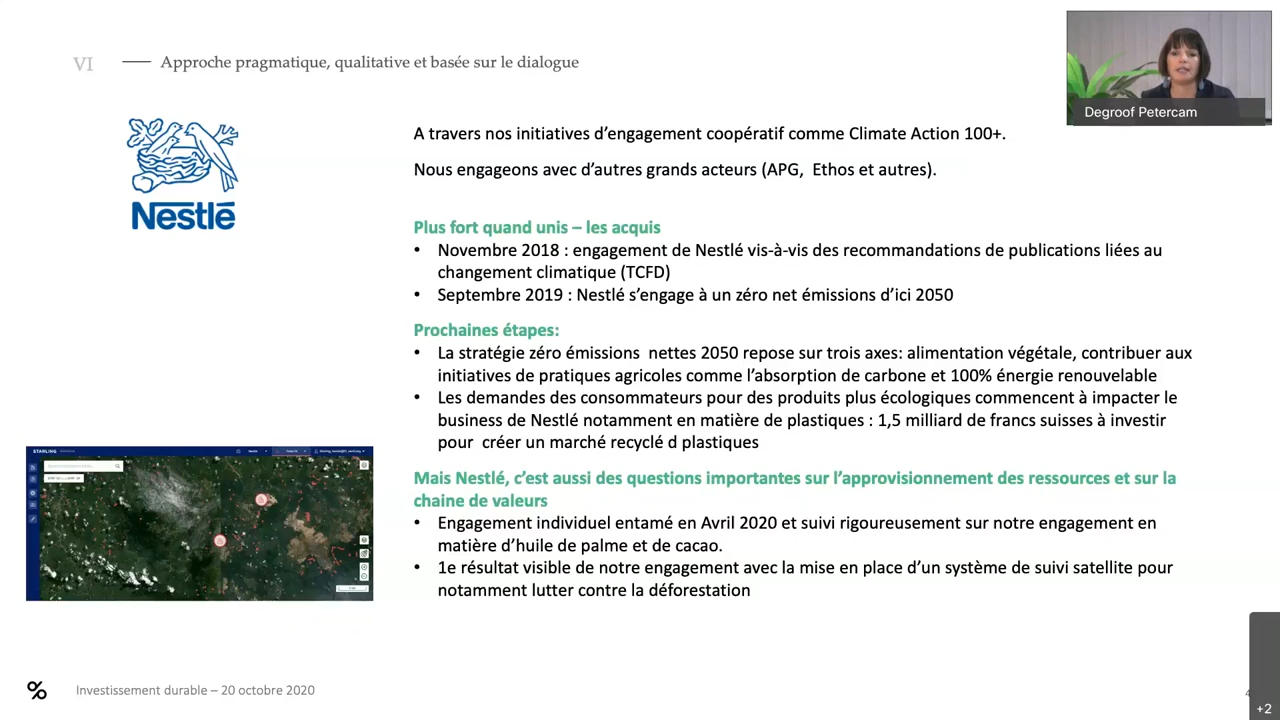 VI
Approche pragmatique, qualitative et basée sur le dialogue
Degroof Petercam
Nestlé
A travers nos initiatives d’engagement coopératif comme Climate Action 100+.
Nous engageons avec d’autres grands acteurs (APG, Ethos et autres).
Plus fort quand unis – les acquis
• Novembre 2018 : engagement de Nestlé vis-à-vis des recommandations de publications liées au
changement climatique (TCFD)
• Septembre 2019 : Nestlé s’engage à un zéro net émissions d’ici 2050
Prochaines étapes:
• La stratégie zéro émissions nettes 2050 repose sur trois axes: alimentation végétale, contribuer aux
initiatives de pratiques agricoles comme l’absorption de carbone et 100% énergie renouvelable
• Les demandes des consommateurs pour des produits plus écologiques commencent à impacter le
business de Nestlé notamment en matière de plastiques : 1,5 milliard de francs suisses à investir
pour créer un marché recyclé d plastiques
Mais Nestlé, c’est aussi des questions importantes sur l’approvisionnement des ressources et sur la
chaine de valeurs
• Engagement individuel entamé en Avril 2020 et suivi rigoureusement sur notre engagement en
matière d’huile de palme et de cacao.
• 1e résultat visible de notre engagement avec la mise en place d’un système de suivi satellite pour
notamment lutter contre la déforestation
STARLING
Investissement durable – 20 octobre 2020
+2